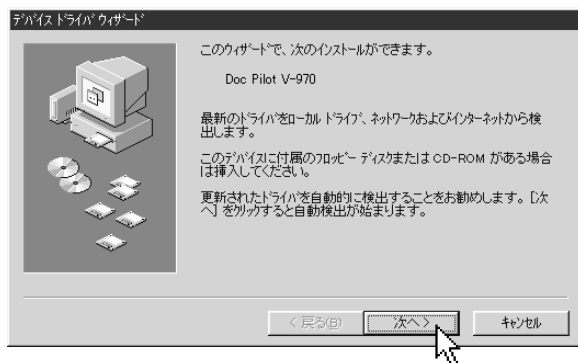 ﾃﾞﾊﾞｲｽ ﾄﾞﾗｲﾊﾞ ｳｨｻﾞｰﾄﾞ
このｳｨｻﾞｰﾄﾞで、次のインストールができます。
Doc Pilot V-970
最新のﾄﾞﾗｲﾊﾞをﾛｰｶﾙ ﾄﾞﾗｲﾌﾞ、ﾈｯﾄﾜｰｸおよびｲﾝﾀｰﾈｯﾄから検
出します。
このﾃﾞﾊﾞｲｽに付属のﾌﾛｯﾋﾟｰ ﾃﾞｨｽｸまたは CD-ROM がある場合
は挿入してください。
更新されたﾄﾞﾗｲﾊﾞを自動的に検出することをお勧めします。[次
へ] をｸﾘｯｸすると自動検出が始まります。
< 戻る(B)
次へ >
ｷｬﾝｾﾙ